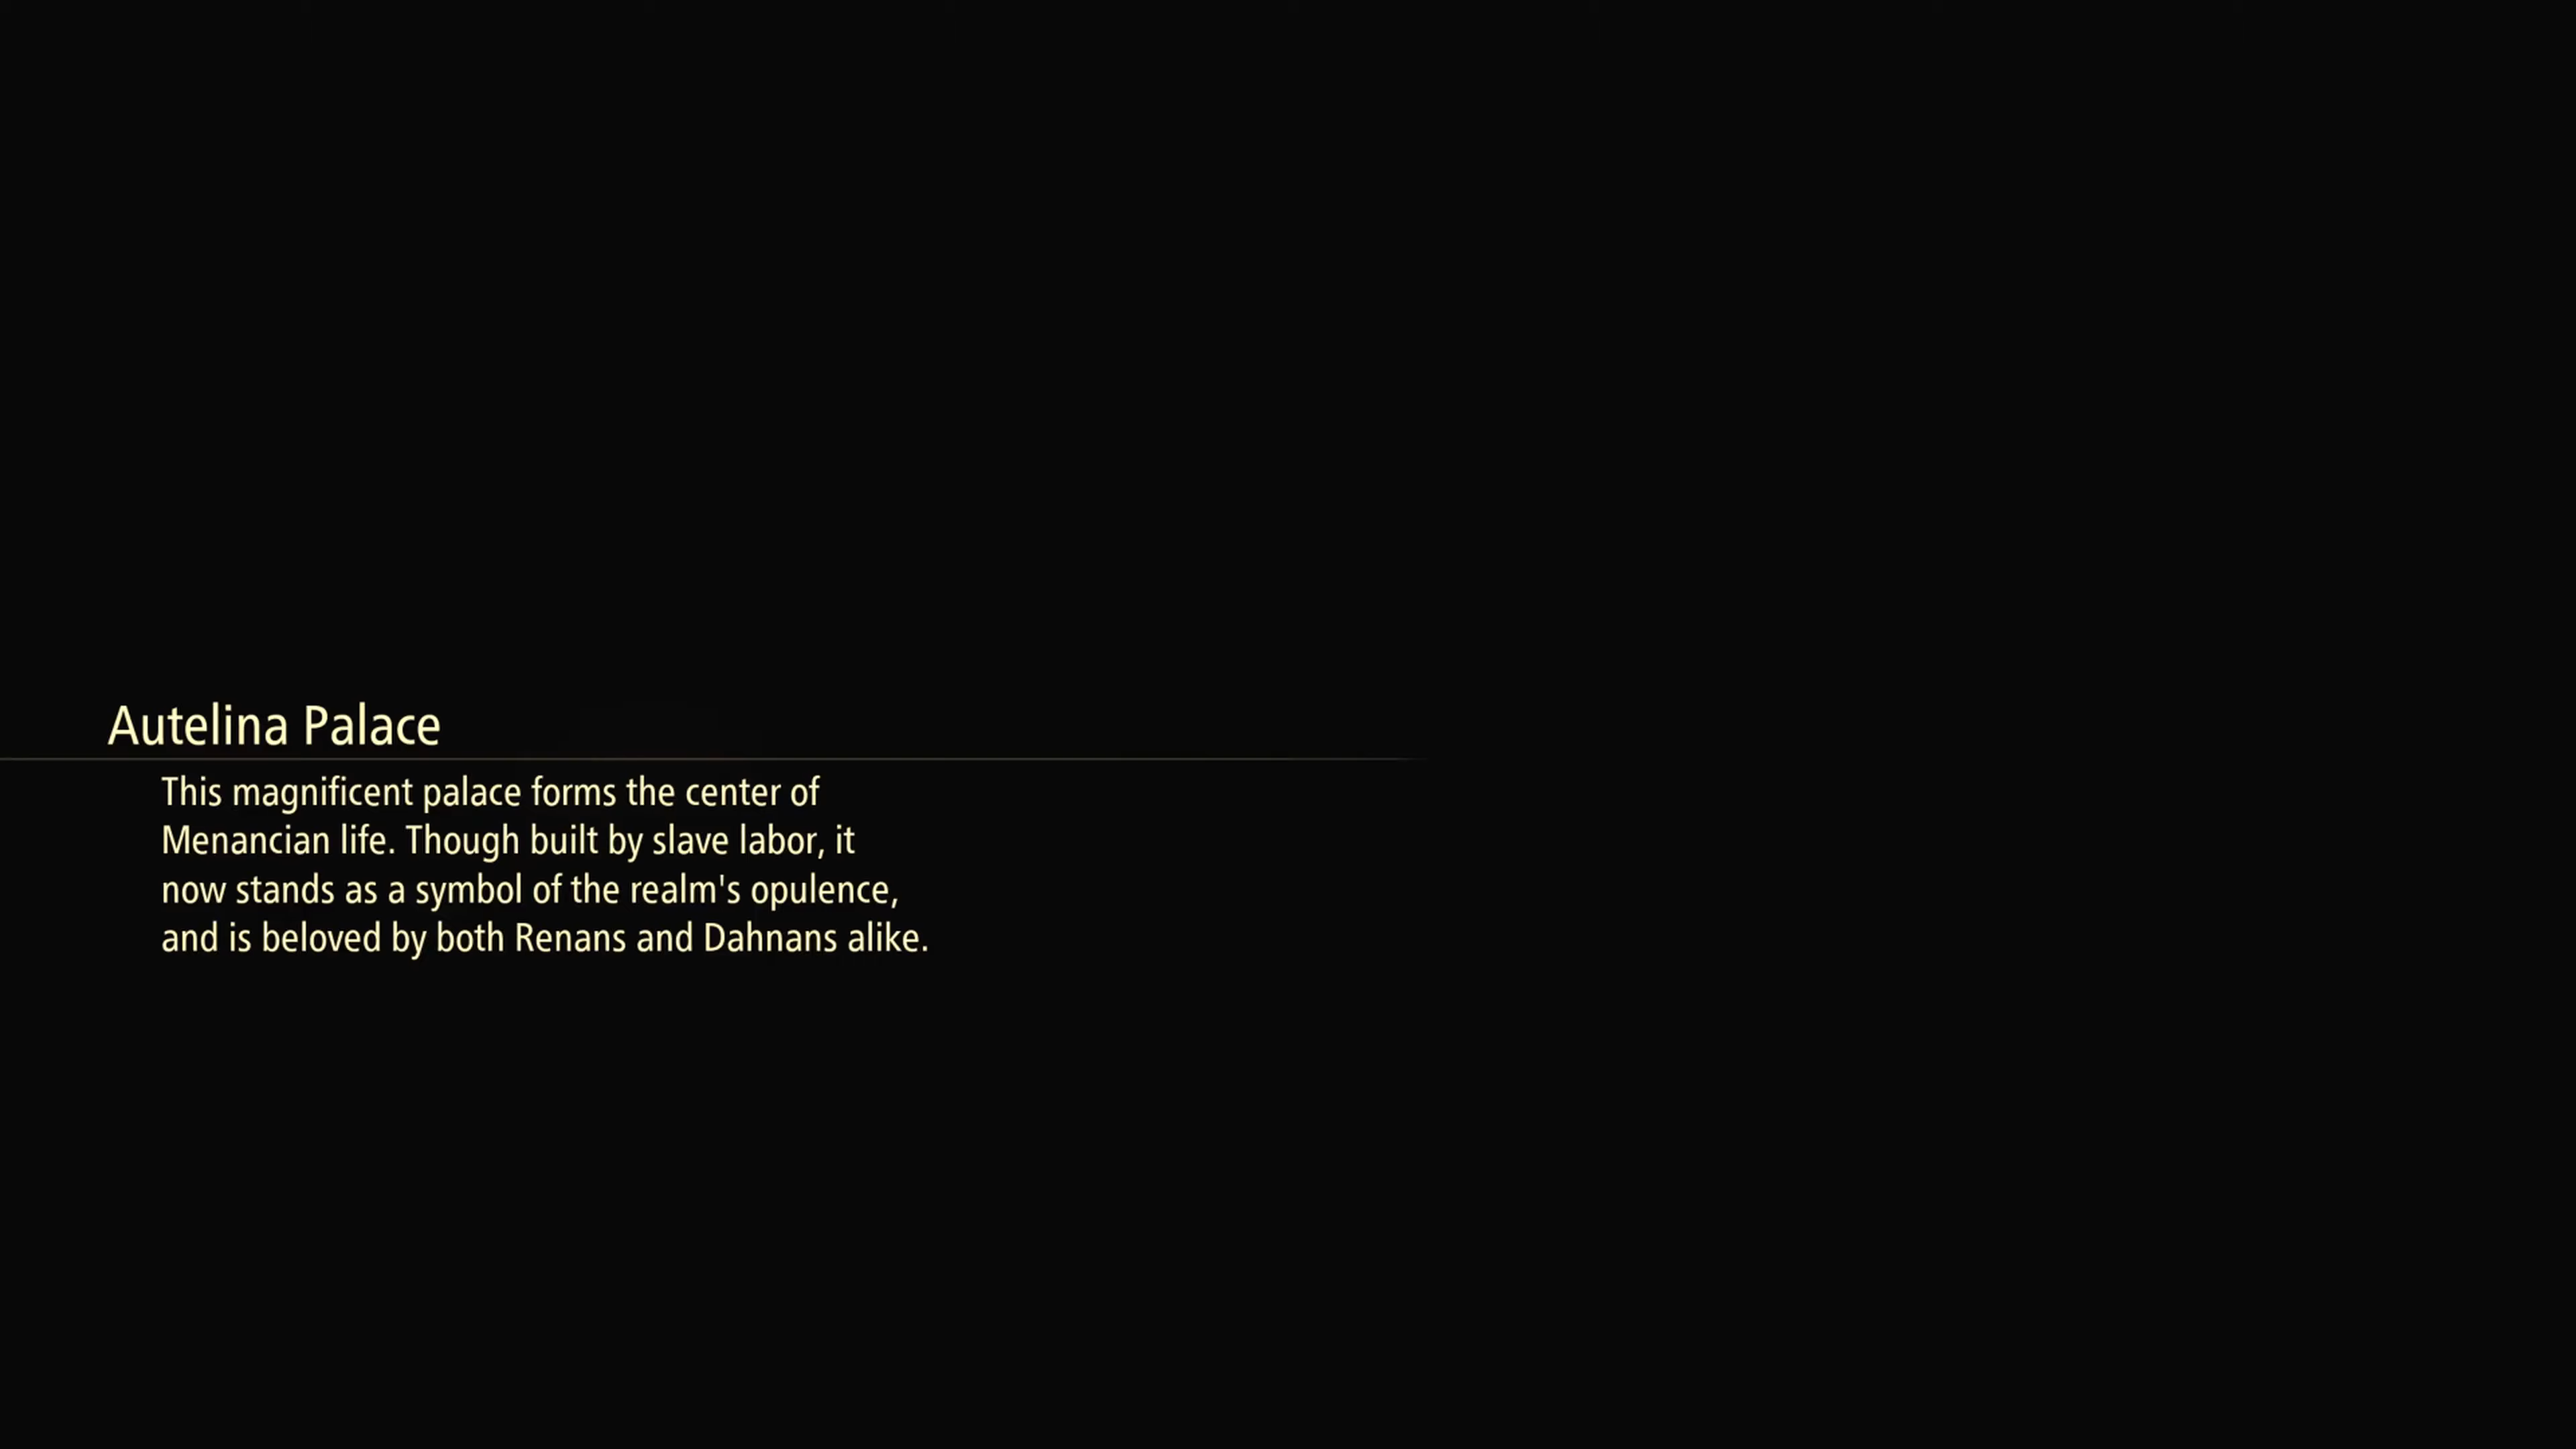 Autelina Palace
This magnificent palace forms the center of
Menancian life. Though built by slave labor, it
now stands as a symbol of the realm's opulence,
and is beloved by both Renans and Dahnans alike.